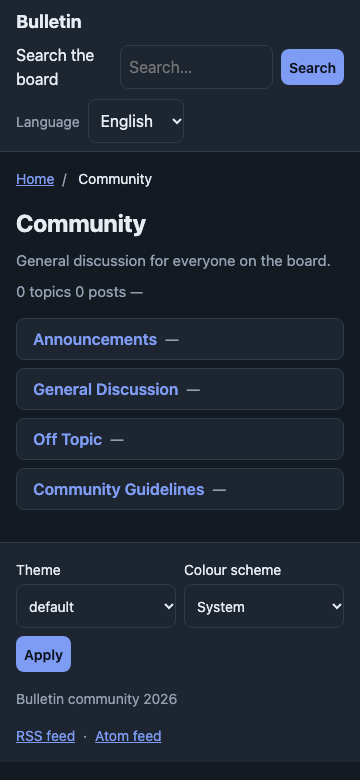 Bulletin
Search the
board
Search...
Search
Language
English
Home / Community
Community
General discussion for everyone on the board.
0 topics 0 posts —
Announcements —
General Discussion —
Off Topic —
Community Guidelines —
Theme
Colour scheme
default
System
Apply
Bulletin community 2026
RSS feed · Atom feed